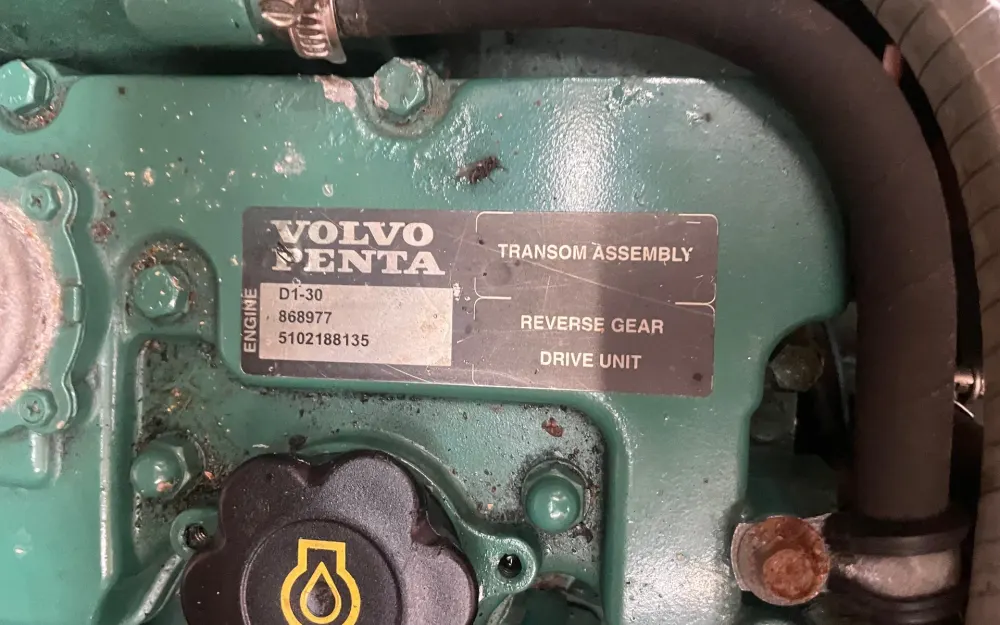 VOLVO
PENTA
ENGINE
D1-30
868977
5102188135
TRANSOM ASSEMBLY
REVERSE GEAR
DRIVE UNIT